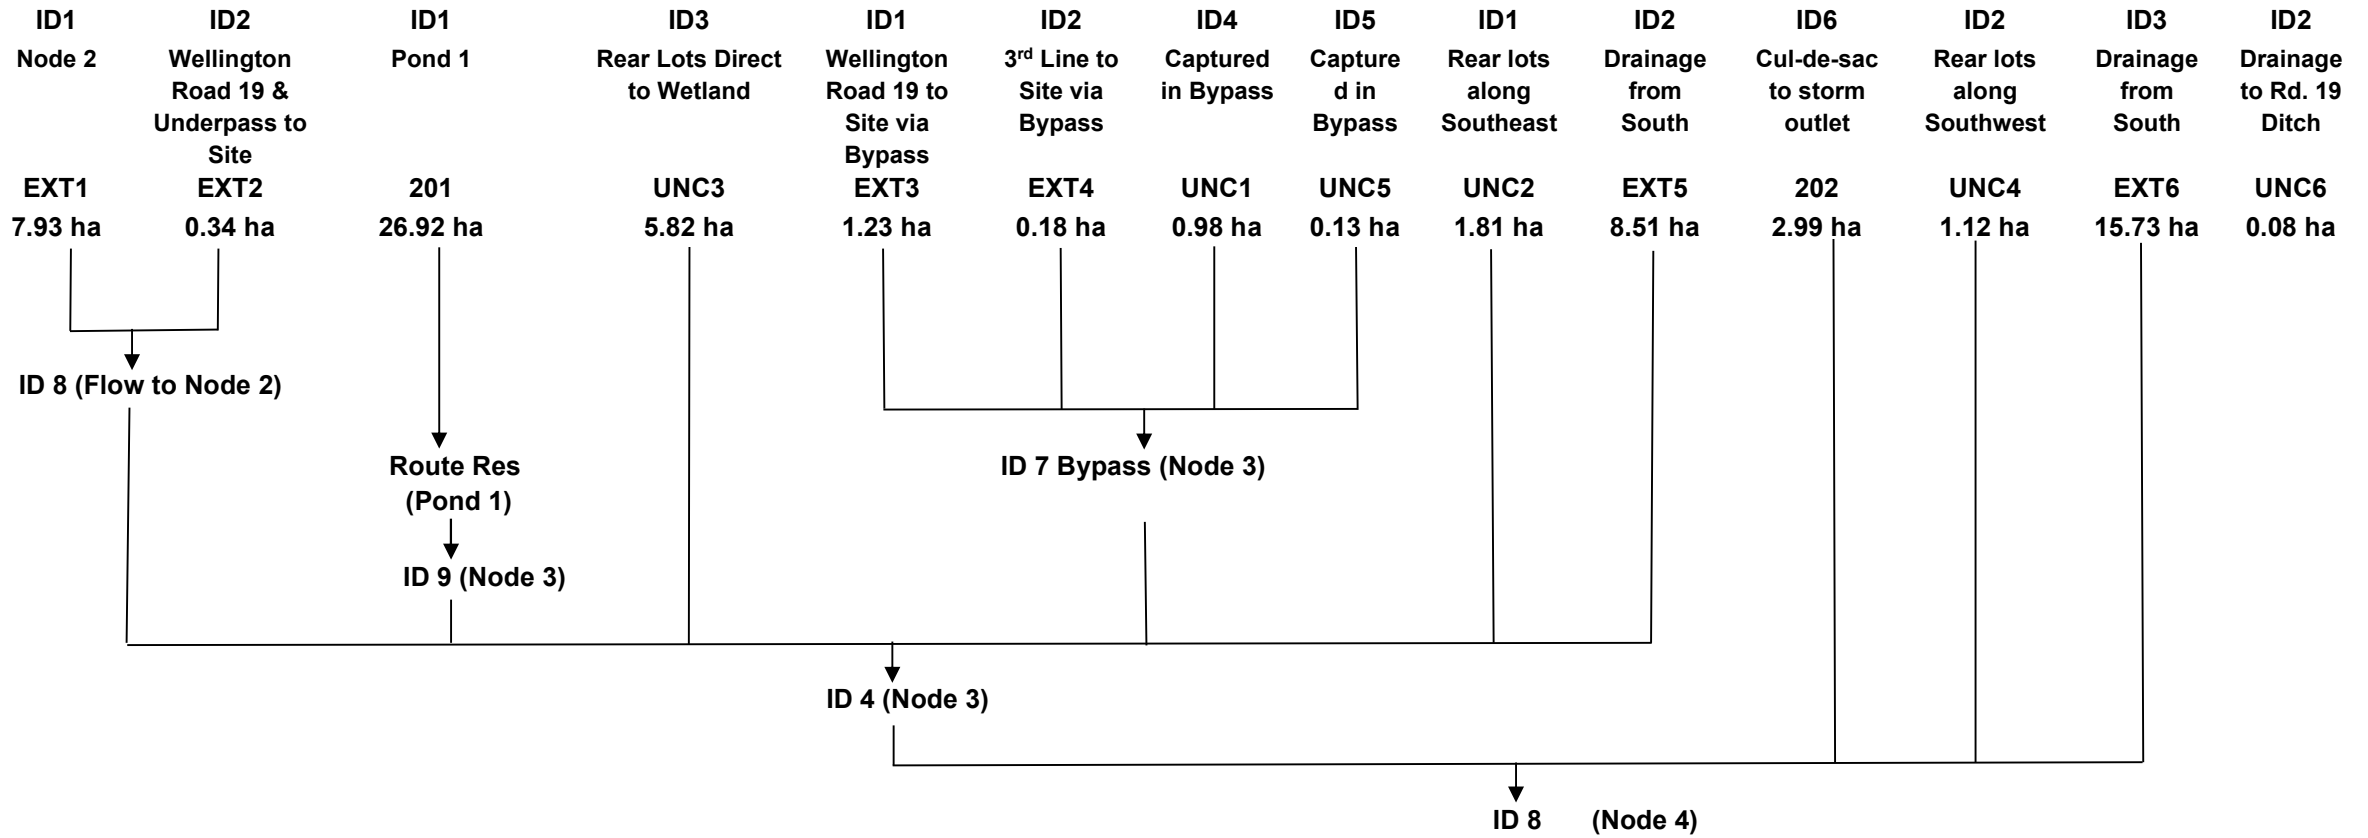 ID1 ID2 ID1 ID3 ID1 ID2 ID4 ID5 ID1 ID2 ID6 ID2 ID3 ID2
Node 2 Wellington Pond 1 Rear Lots Direct Wellington 3rd Line to Captured Capture Rear lots Drainage Cul-de-sac Rear lots Drainage Drainage
Road 19 & to Wetland Road 19 to Site via in Bypass d in along from to storm along from to Rd. 19
Underpass to Site via Bypass Bypass Southeast South outlet Southwest South Ditch
Site Bypass
EXT1 EXT2 201 UNC3 EXT3 EXT4 UNC1 UNC5 UNC2 EXT5 202 UNC4 EXT6 UNC6
7.93 ha 0.34 ha 26.92 ha 5.82 ha 1.23 ha 0.18 ha 0.98 ha 0.13 ha 1.81 ha 8.51 ha 2.99 ha 1.12 ha 15.73 ha 0.08 ha
ID 8 (Flow to Node 2)
Route Res ID 7 Bypass (Node 3)
(Pond 1)
ID 9 (Node 3)
ID 4 (Node 3)
ID 8 (Node 4)